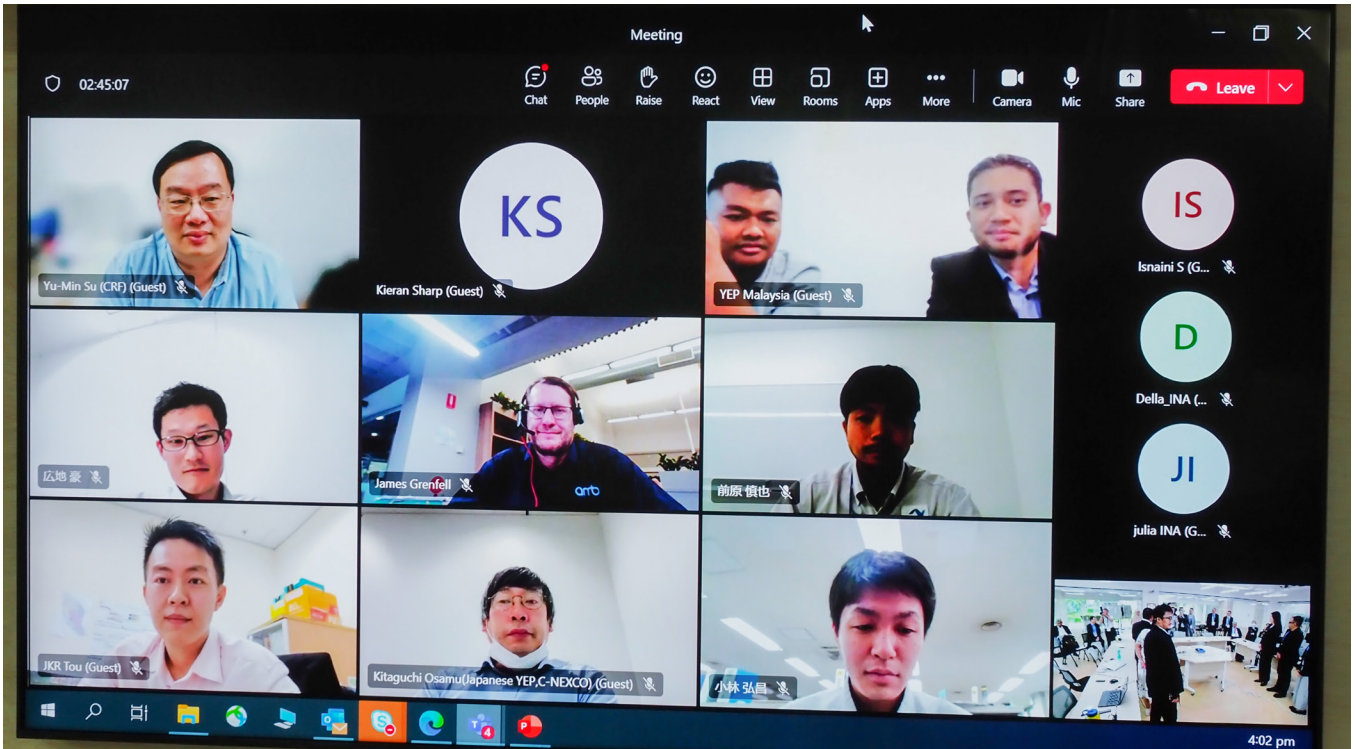 Meeting
02:45:07
Chat
People
Raise
React
View
Rooms
Apps
More
Camera
Mic
Share
Leave
Yu-Min Su (CRF) (Guest)
KS
Kieran Sharp (Guest)
YEP Malaysia (Guest)
IS
Isnaini S (G...
D
Della_INA (...
JI
julia INA (G...
広地 豪
James Grenfell
arrb
前原 慎也
JKR Tou (Guest)
Kitaguchi Osamu(Japanese YEP,C-NEXCO) (Guest)
小林 弘昌
4
4:02 pm